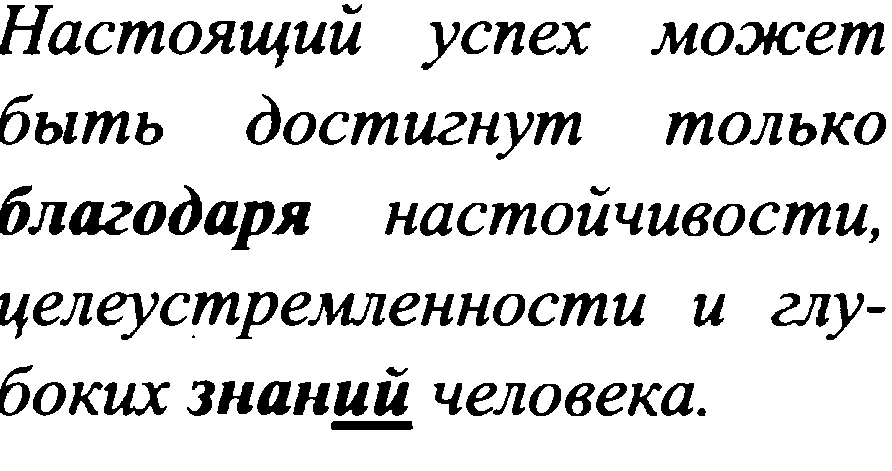 Настоящий успех может
быть достигнут только
благодаря настойчивости,
целеустремленности и глу-
боких знаний человека.